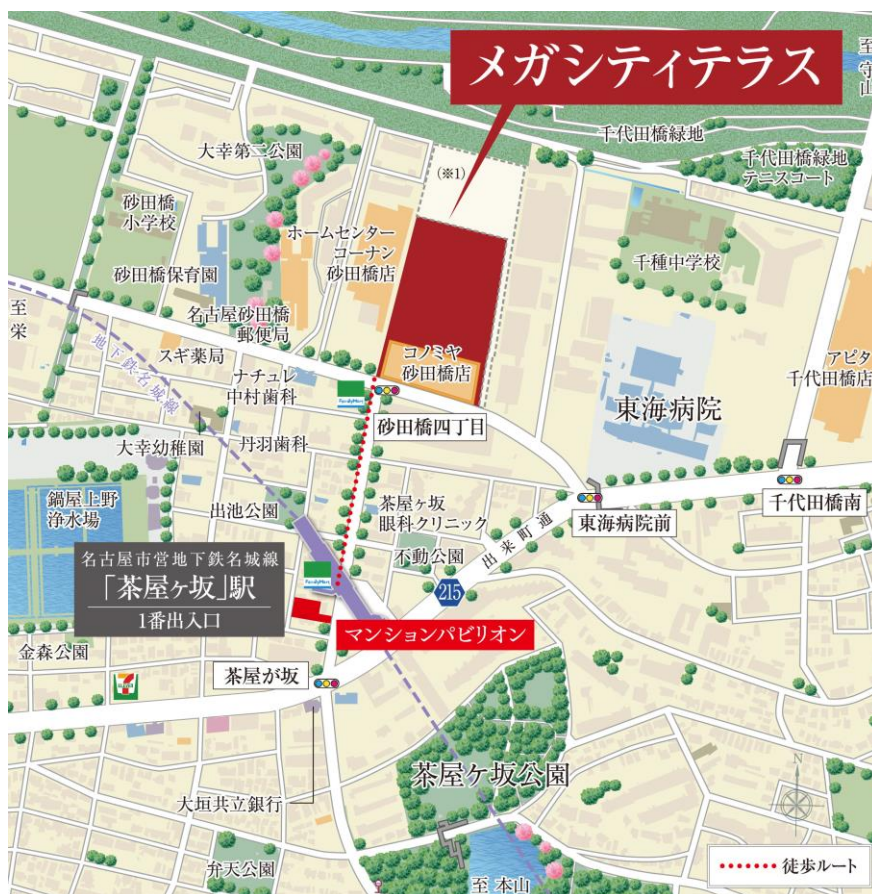 メガシティテラス
至 守山
千代田橋緑地
大幸第二公園
千代田橋緑地
テニスコート
(※1)
砂田橋
小学校
ホームセンター
コーナン
砂田橋店
千種中学校
砂田橋保育園
至 栄
名古屋砂田橋
郵便局
地下鉄名城線
スギ薬局
コノミヤ
砂田橋店
アピタ
千代田橋店
ナチュレ
中村歯科
FamilyMart
砂田橋四丁目
東海病院
大幸幼稚園
丹羽歯科
鍋屋上野
浄水場
出池公園
茶屋ヶ坂
眼科クリニック
東海病院前
千代田橋南
出来町通
不動公園
名古屋市営地下鉄名城線
「茶屋ヶ坂」駅
1番出入口
FamilyMart
215
マンションパビリオン
金森公園
茶屋が坂
7
茶屋ケ坂公園
大垣共立銀行
N
弁天公園
至 本山
徒歩ルート